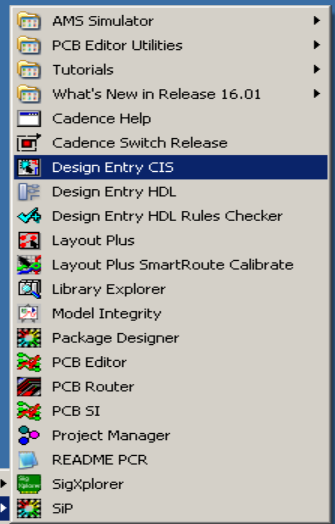 AMS Simulator
PCB Editor Utilities
Tutorials
What's New in Release 16.01
Cadence Help
Cadence Switch Release
Design Entry CIS
Design Entry HDL
Design Entry HDL Rules Checker
Layout Plus
Layout Plus SmartRoute Calibrate
Library Explorer
Model Integrity
Package Designer
PCB Editor
PCB Router
PCB SI
Project Manager
README PCR
SigXplorer
SiP